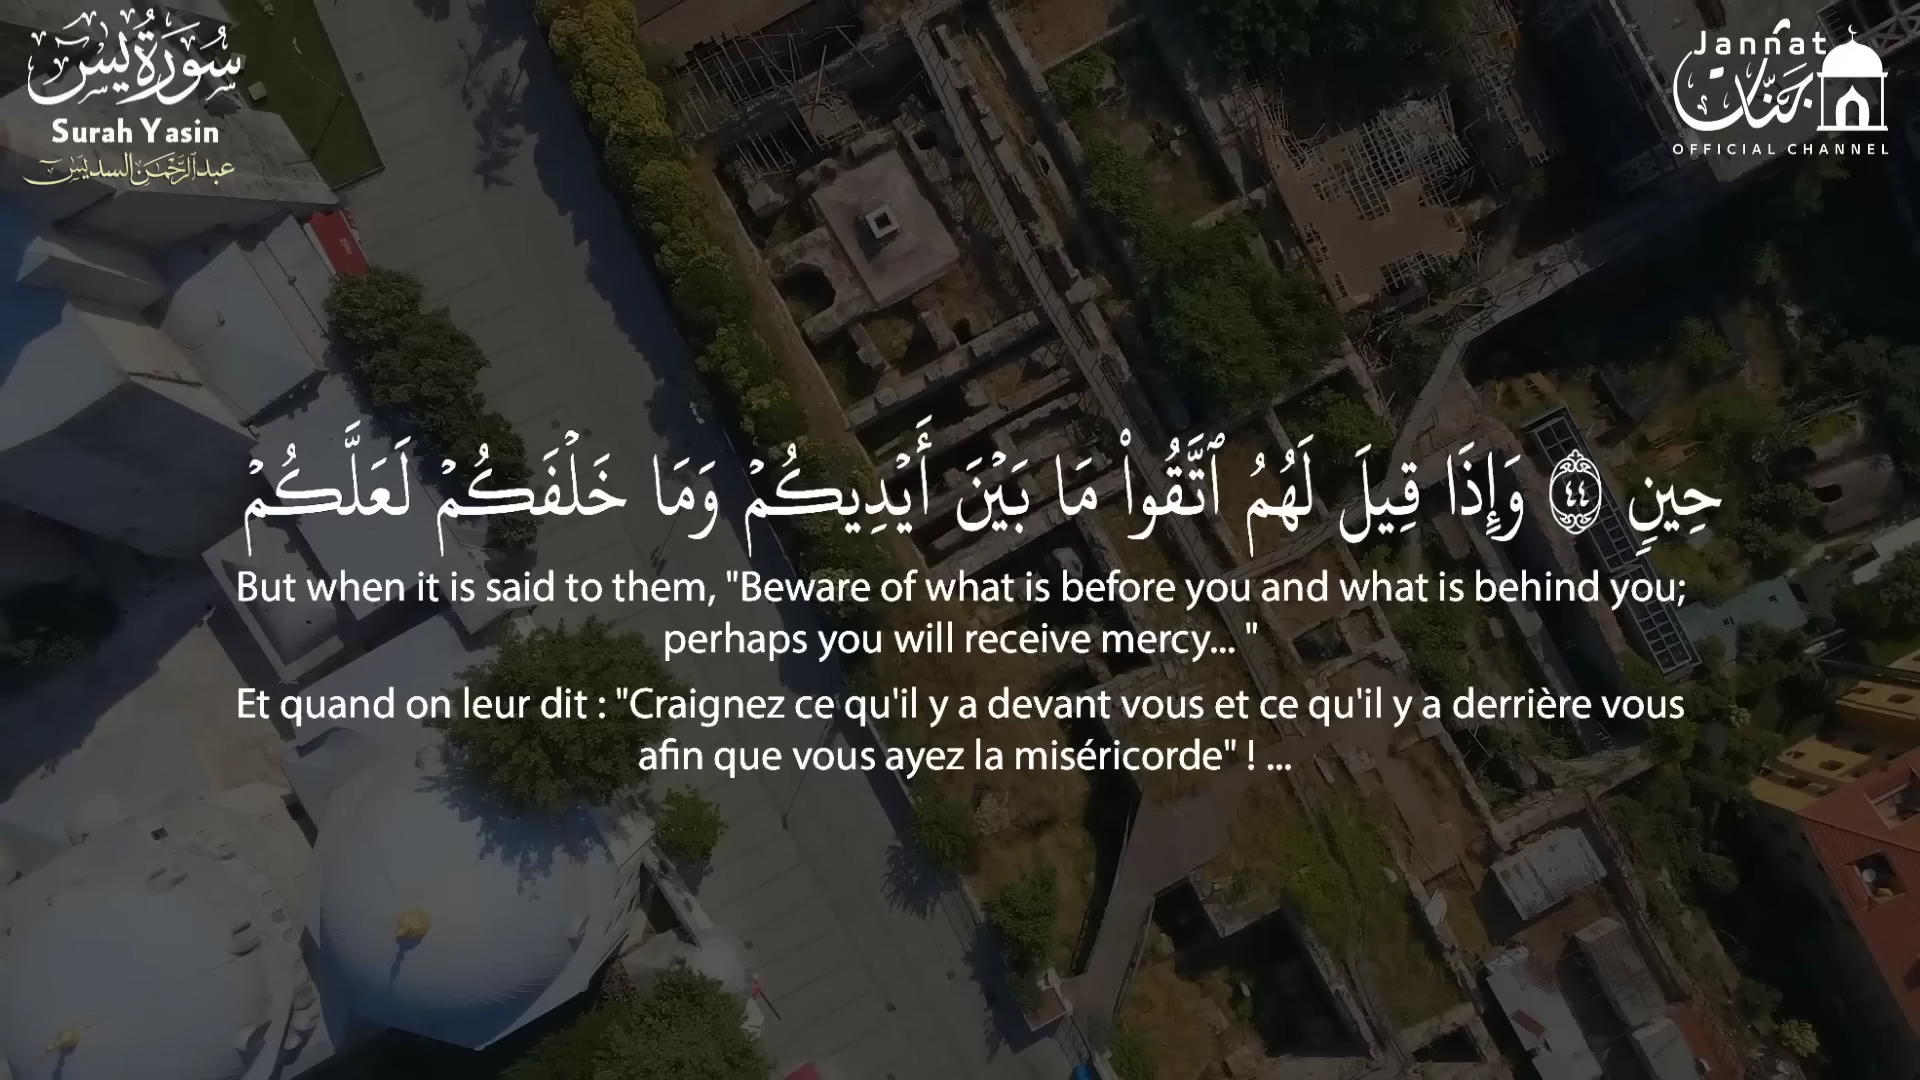 سُورَةُ يس
Surah Yasin
عبد الرحمن السديس
Jannat
جَنَّات
OFFICIAL CHANNEL
حِينٍ ٤٤ وَإِذَا قِيلَ لَهُمُ ٱتَّقُوا۟ مَا بَيْنَ أَيْدِيكُمْ وَمَا خَلْفَكُمْ لَعَلَّكُمْ
But when it is said to them, "Beware of what is before you and what is behind you;
perhaps you will receive mercy... "
Et quand on leur dit : "Craignez ce qu'il y a devant vous et ce qu'il y a derrière vous
afin que vous ayez la miséricorde" ! ...